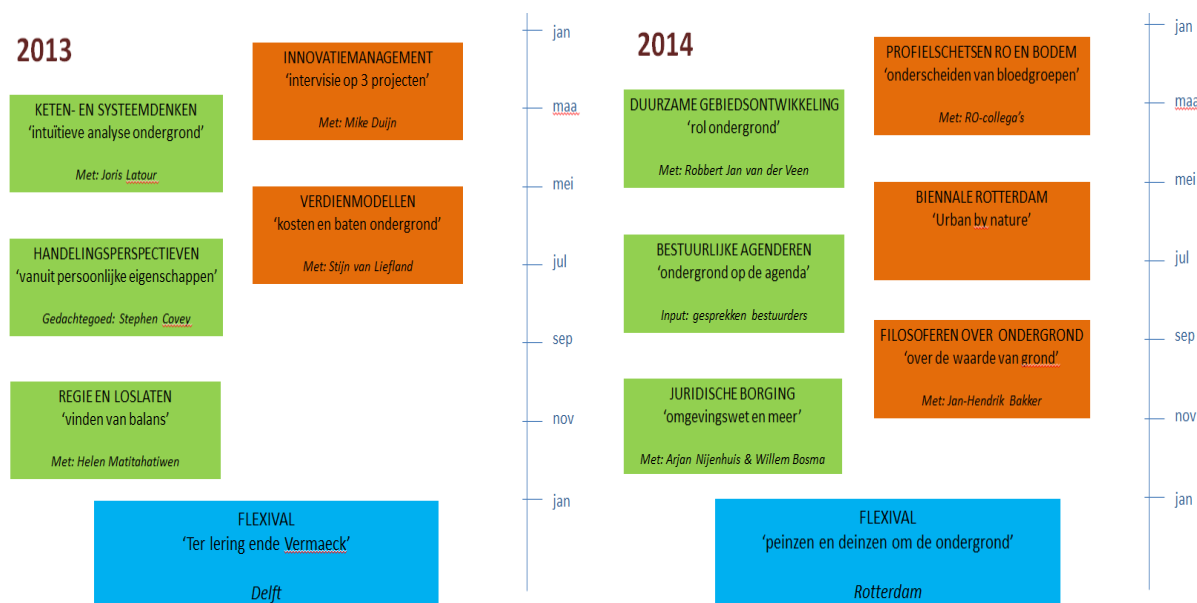 2013
INNOVATIEMANAGEMENT
‘intervisie op 3 projecten’
Met: Mike Duijn
KETEN- EN SYSTEEMDENKEN
‘intuïtieve analyse ondergrond’
Met: Joris Latour
VERDIENMODELLEN
‘kosten en baten ondergrond’
Met: Stijn van Liefland
HANDELINGSPERSPECTIEVEN
‘vanuit persoonlijke eigenschappen’
Gedachtegoed: Stephen Covey
REGIE EN LOSLATEN
‘vinden van balans’
Met: Helen Matitahatiwen
FLEXIVAL
‘Ter lering ende Vermaeck’
Delft
jan
maa
mei
jul
sep
nov
jan
2014
PROFIELSCHETSEN RO EN BODEM
‘onderscheiden van bloedgroepen’
Met: RO-collega’s
DUURZAME GEBIEDSONTWIKKELING
‘rol ondergrond’
Met: Robbert Jan van der Veen
BIENNALE ROTTERDAM
‘Urban by nature’
BESTUURLIJKE AGENDEREN
‘ondergrond op de agenda’
Input: gesprekken bestuurders
FILOSOFEREN OVER ONDERGROND
‘over de waarde van grond’
Met: Jan-Hendrik Bakker
JURIDISCHE BORGING
‘omgevingswet en meer’
Met: Arjan Nijenhuis & Willem Bosma
FLEXIVAL
‘peinzen en deinzen om de ondergrond’
Rotterdam
jan
maa
mei
jul
sep
nov
jan